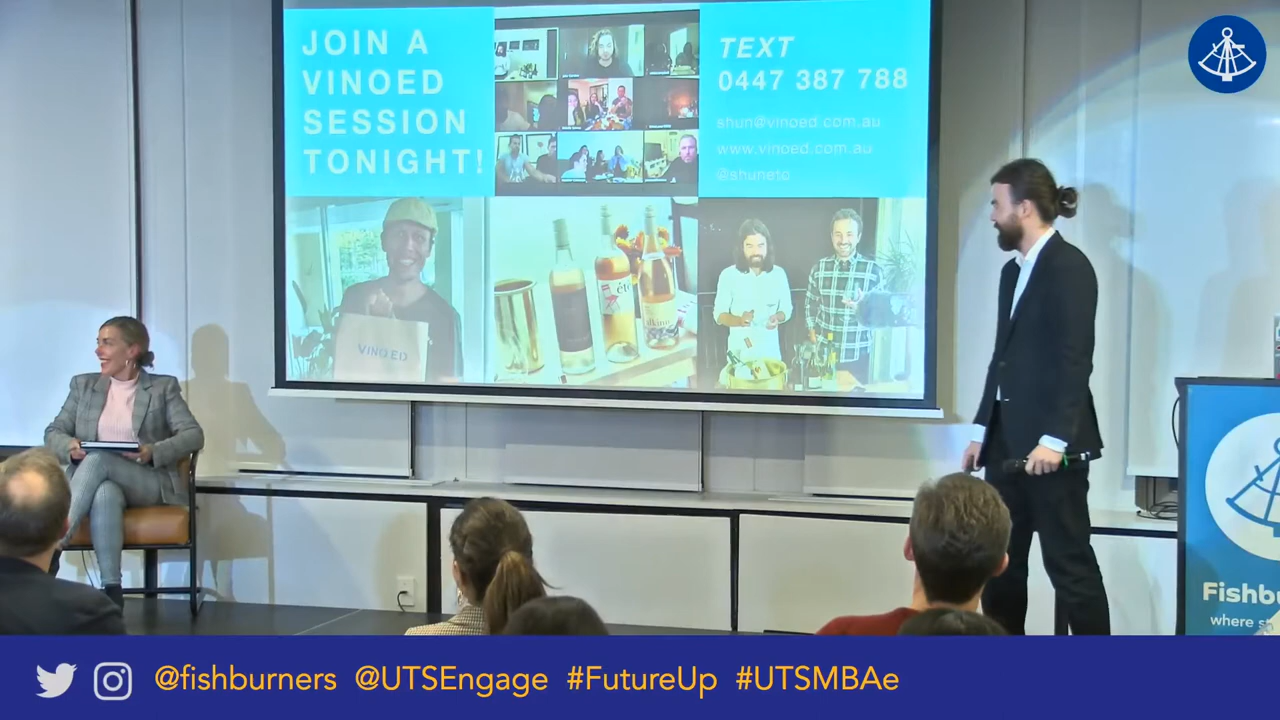 JOIN A
VINOED
SESSION
TONIGHT!
TEXT
0447 387 788
shun@vinoed.com.au
www.vinoed.com.au
@shuneto
VINOED
été
Fishbu
where s
@fishburners @UTSEngage #FutureUp #UTSMBAe